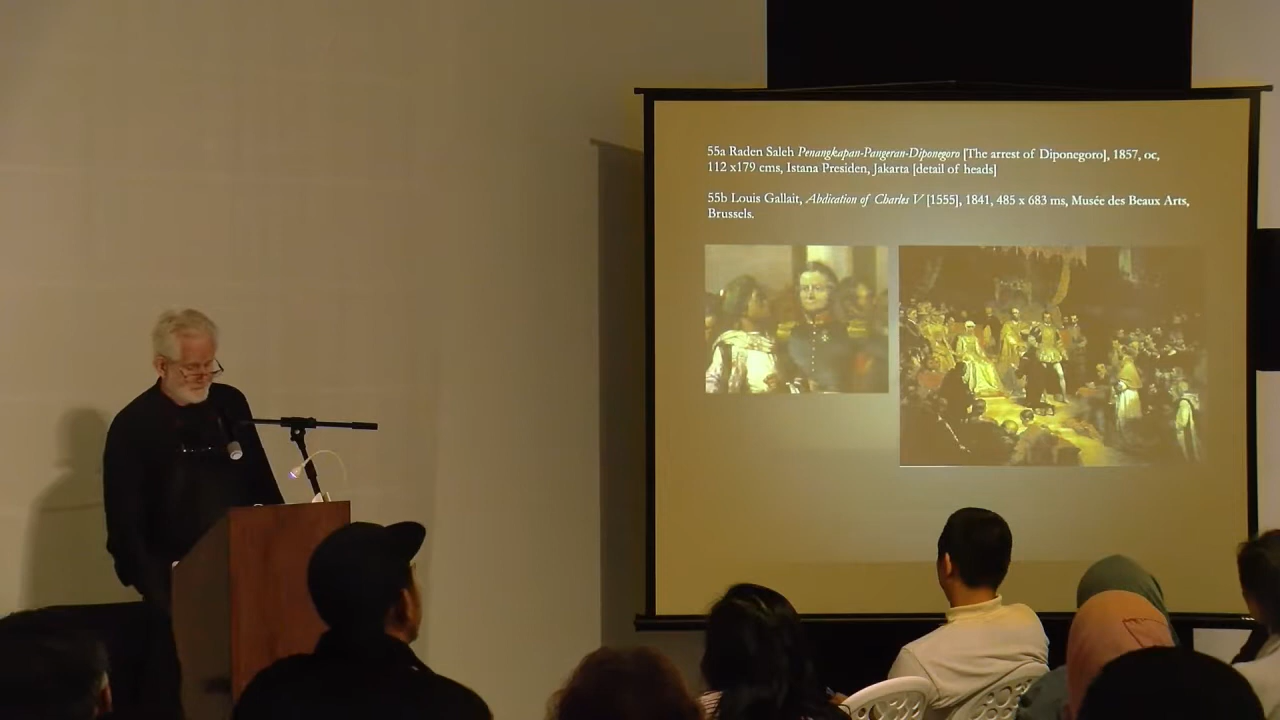 55a Raden Saleh Penangkapan-Pangeran-Diponegoro [The arrest of Diponegoro], 1857, oc,
112 x179 cms, Istana Presiden, Jakarta [detail of heads]
55b Louis Gallait, Abdication of Charles V [1555], 1841, 485 x 683 ms, Musée des Beaux Arts,
Brussels.